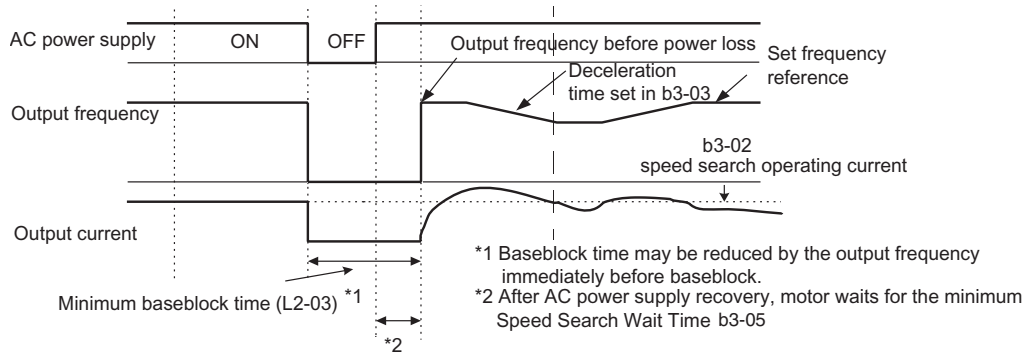 AC power supply
ON
OFF
Output frequency before power loss
Deceleration
time set in b3-03
Set frequency
reference
Output frequency
b3-02
speed search operating current
Output current
*1 Baseblock time may be reduced by the output frequency
immediately before baseblock.
Minimum baseblock time (L2-03) *1
*2 After AC power supply recovery, motor waits for the minimum
Speed Search Wait Time b3-05
*2